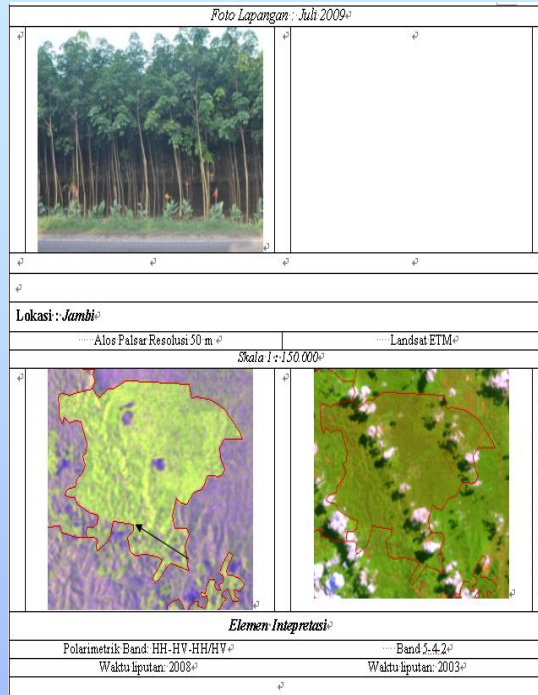 Foto Lapangan : Juli 2009
Lokasi : Jambi
Alos Palsar Resolusi 50 m
Landsat ETM
Skala 1 : 150.000
Elemen Intepretasi
Polarimetrik Band: HH-HV-HH/HV
Band 5-4-2
Waktu liputan: 2008
Waktu liputan: 2003